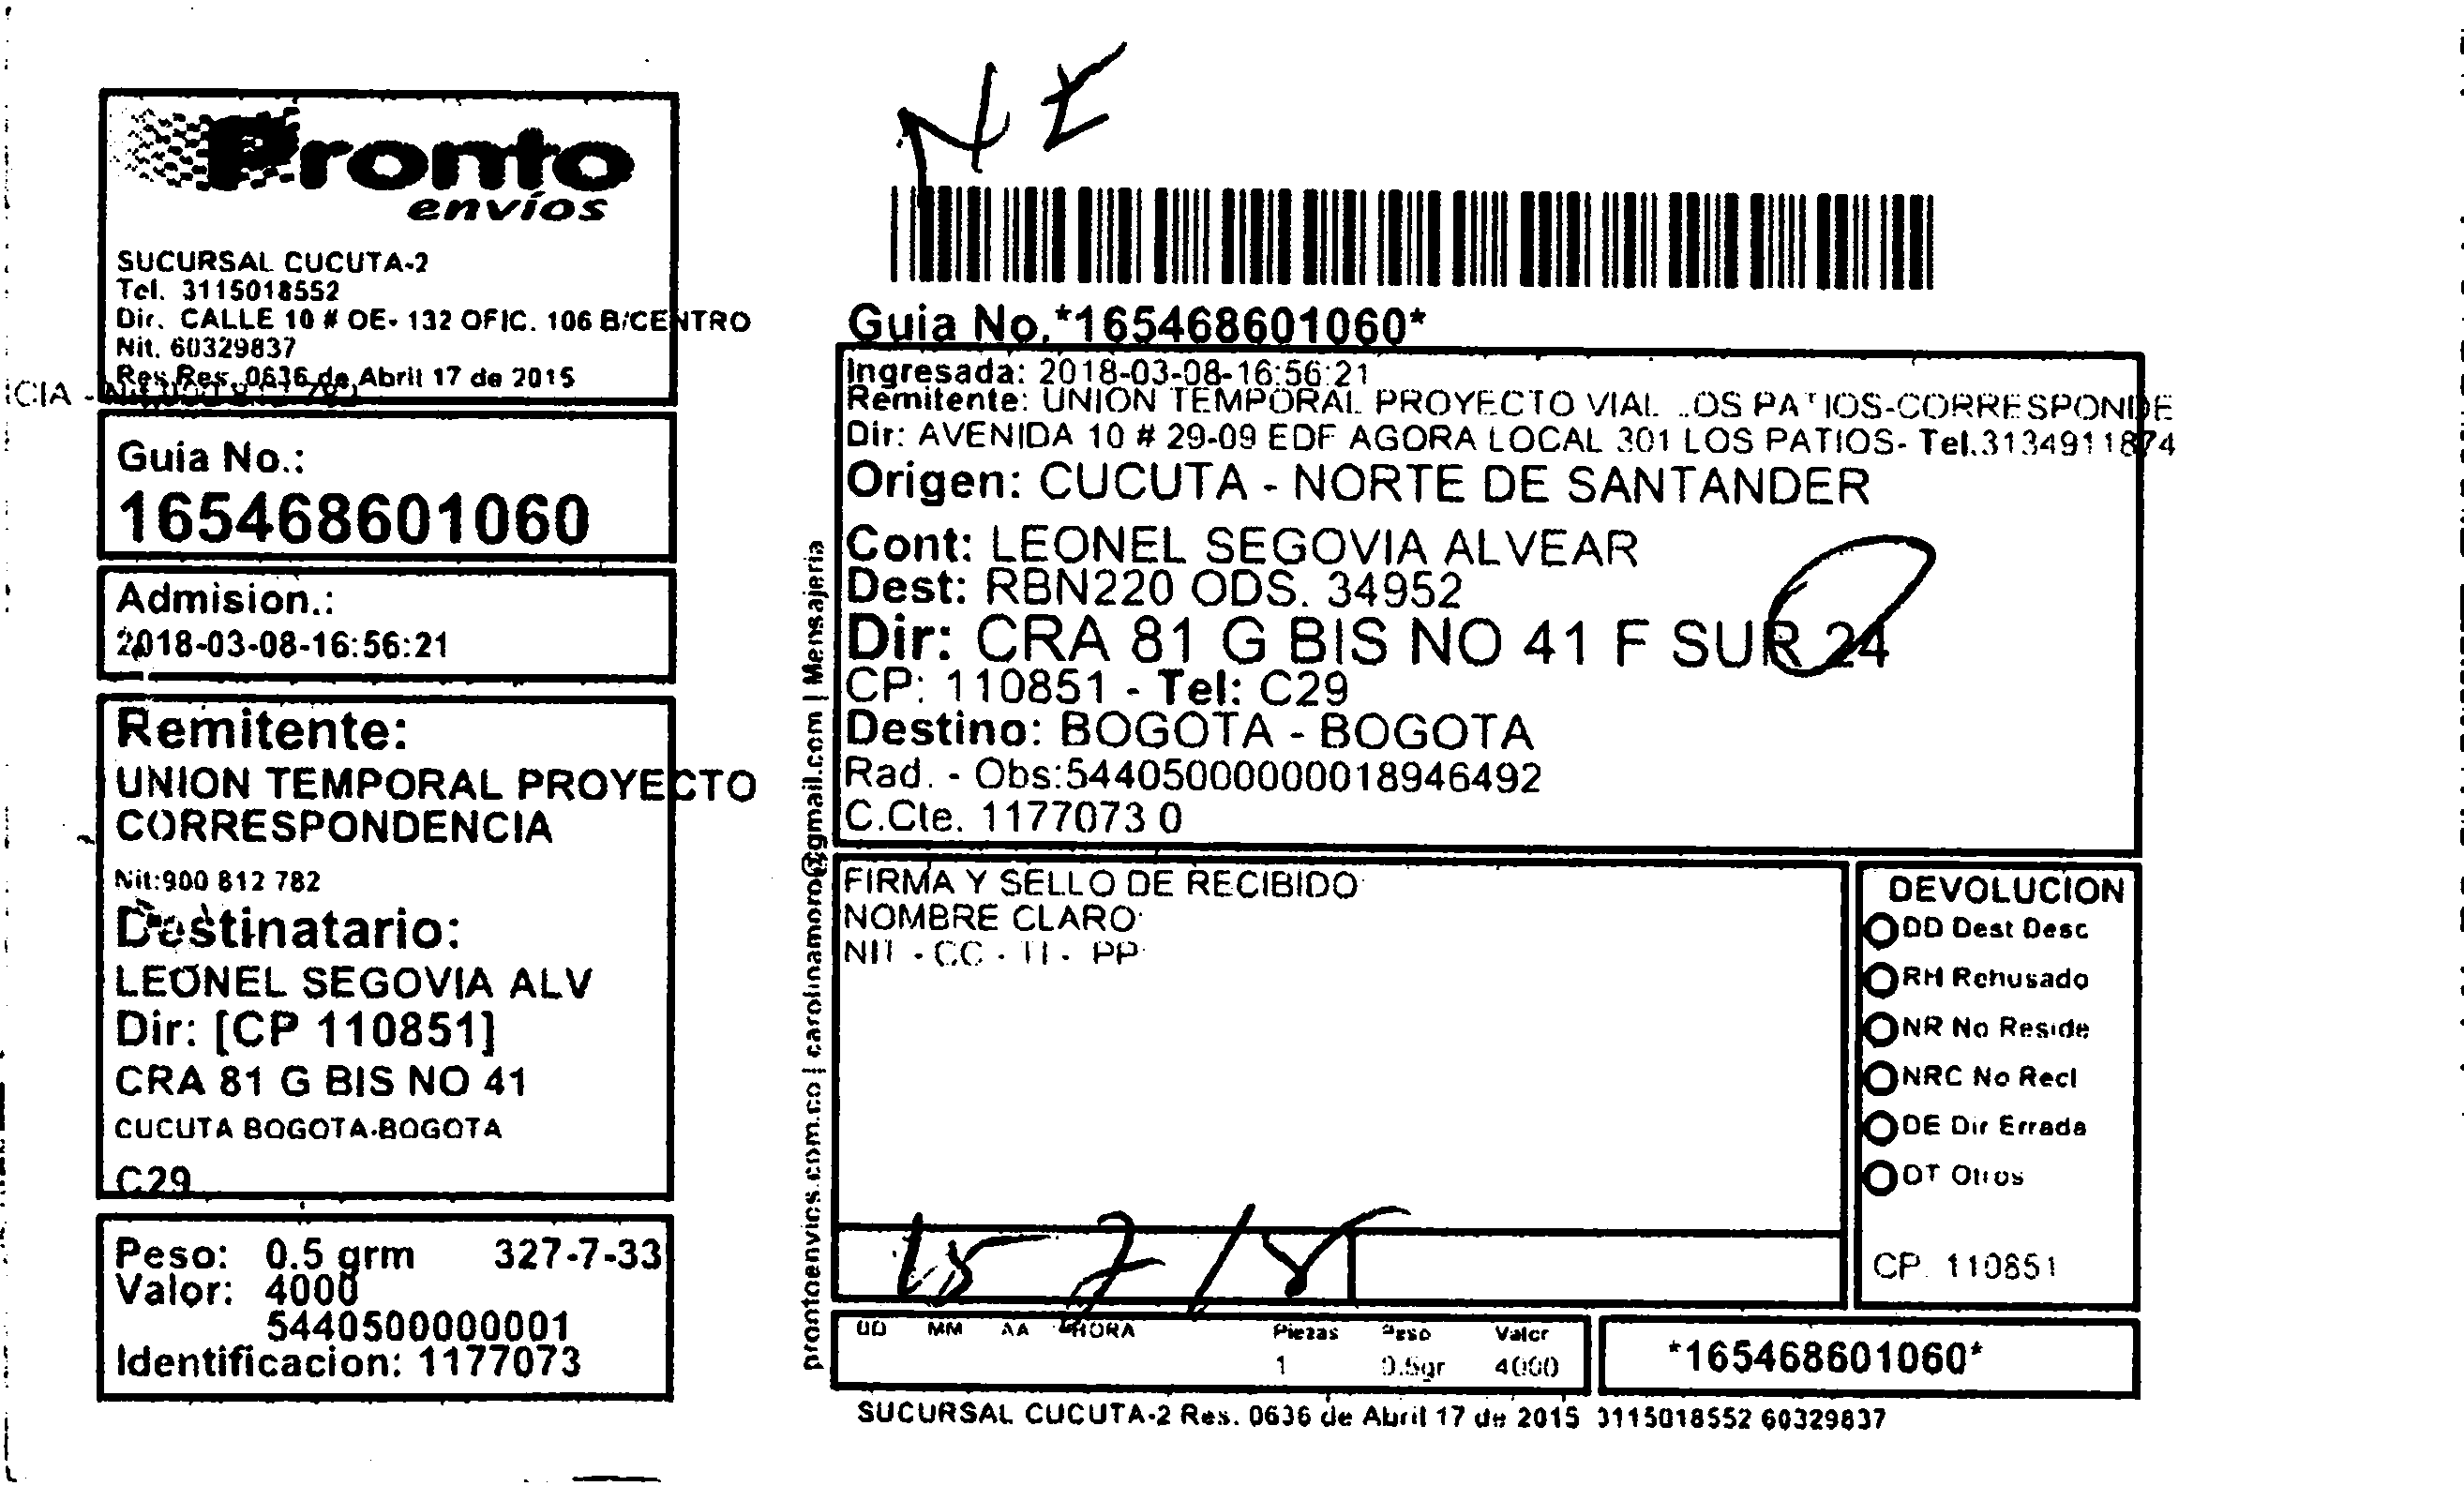 Pronto
envíos
SUCURSAL CUCUTA-2
Tel. 3115018552
Dir. CALLE 10 # OE- 132 OFIC. 106 B/CENTRO
Nit. 60329837
Res Res. 0636 de Abril 17 de 2015
Guia No.:
165468601060
Admision.:
2018-03-08-16:56:21
Remitente:
UNION TEMPORAL PROYECTO
CORRESPONDENCIA
Nit:900 812 782
Destinatario:
LEONEL SEGOVIA ALV
Dir: [CP 110851]
CRA 81 G BIS NO 41
CUCUTA BOGOTA-BOGOTA
C29
Peso: 0.5 grm 327-7-33
Valor: 4000
5440500000001
Identificacion: 1177073
prontoenvios.com.co | carolinamoro@gmail.com | Mensajeria
Guia No.*165468601060*
Ingresada: 2018-03-08-16:56:21
Remitente: UNION TEMPORAL PROYECTO VIAL LOS PATIOS-CORRESPONDE
Dir: AVENIDA 10 # 29-09 EDF AGORA LOCAL 301 LOS PATIOS- Tel.3134911874
Origen: CUCUTA - NORTE DE SANTANDER
Cont: LEONEL SEGOVIA ALVEAR
Dest: RBN220 ODS. 34952
Dir: CRA 81 G BIS NO 41 F SUR 24
CP: 110851 - Tel: C29
Destino: BOGOTA - BOGOTA
Rad. - Obs:544050000000018946492
C.Cte. 1177073 0
FIRMA Y SELLO DE RECIBIDO
NOMBRE CLARO
NIT - CC - TI - PP
DEVOLUCION
DD Dest Desc
RH Rehusado
NR No Reside
NRC No Recl
DE Dir Errada
OT Otros
CP. 110851
DD MM AA HORA Piezas Peso Valor
1 0.5gr 4000
*165468601060*
SUCURSAL CUCUTA-2 Res. 0636 de Abril 17 de 2015 3115018552 60329837